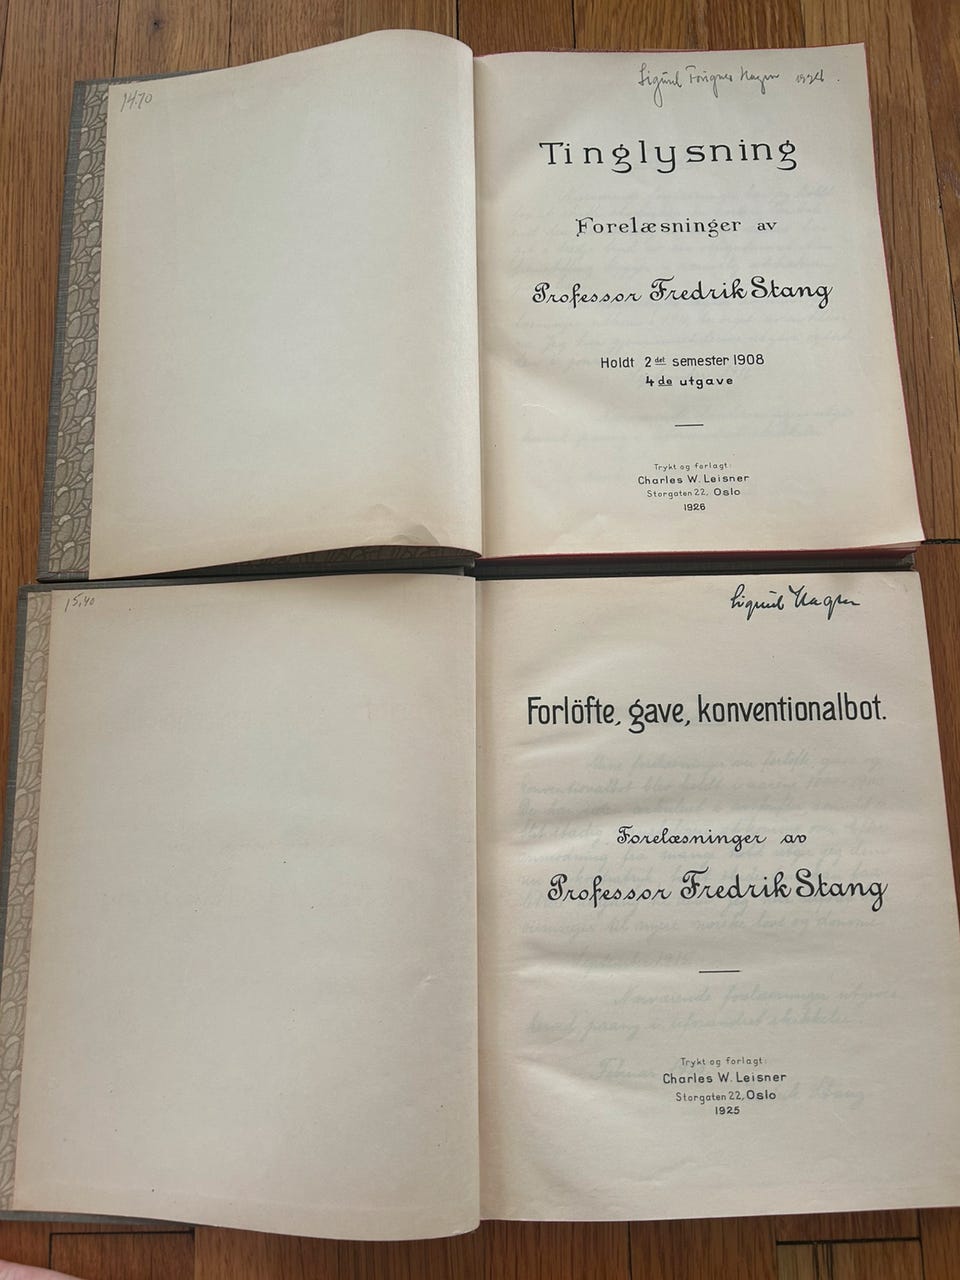 14.70
Sigurd Hagen 1934.
Tinglysning
Forelæsninger av
Professor Fredrik Stang
Holdt 2det semester 1908
4de utgave
Trykt og forlagt:
Charles W. Leisner
Storgaten 22, Oslo
1926
15,40
Sigurd Hagen
Forlöfte, gave, konventionalbot.
Forelæsninger av
Professor Fredrik Stang
Trykt og forlagt:
Charles W. Leisner
Storgaten 22, Oslo
1925